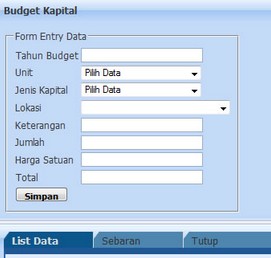 Budget Kapital
Form Entry Data
Tahun Budget
Unit Pilih Data
Jenis Kapital Pilih Data
Lokasi
Keterangan
Jumlah
Harga Satuan
Total
Simpan
List Data Sebaran Tutup